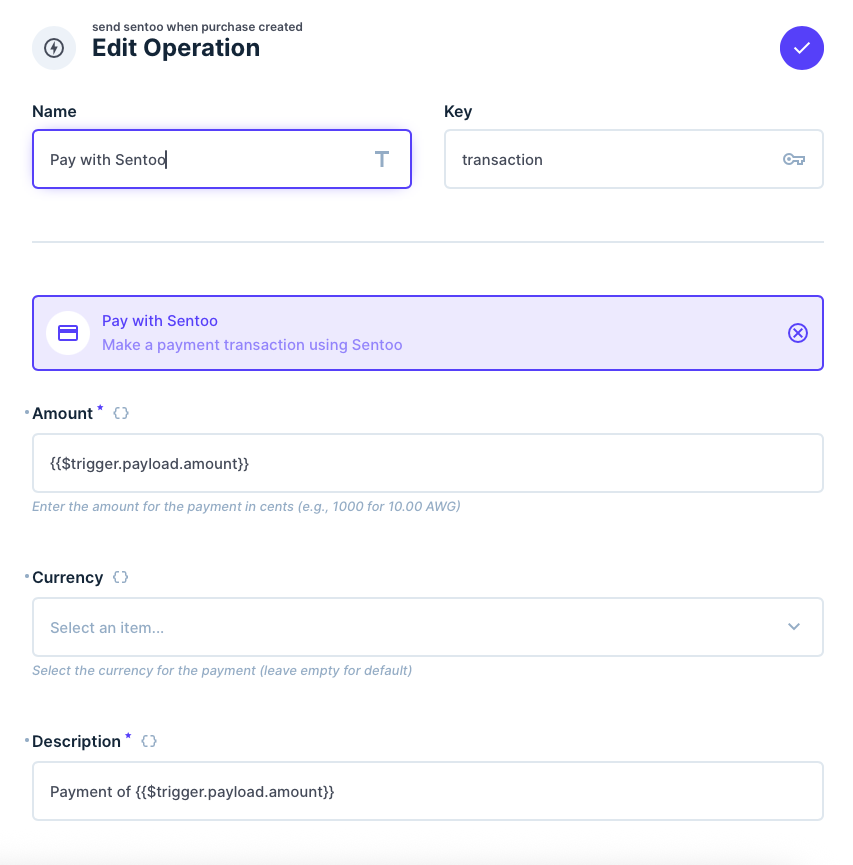 send sentoo when purchase created
Edit Operation
Name
Key
Pay with Sentoo
transaction
Pay with Sentoo
Make a payment transaction using Sentoo
Amount *
{{$trigger.payload.amount}}
Enter the amount for the payment in cents (e.g., 1000 for 10.00 AWG)
Currency
Select an item...
Select the currency for the payment (leave empty for default)
Description *
Payment of {{$trigger.payload.amount}}